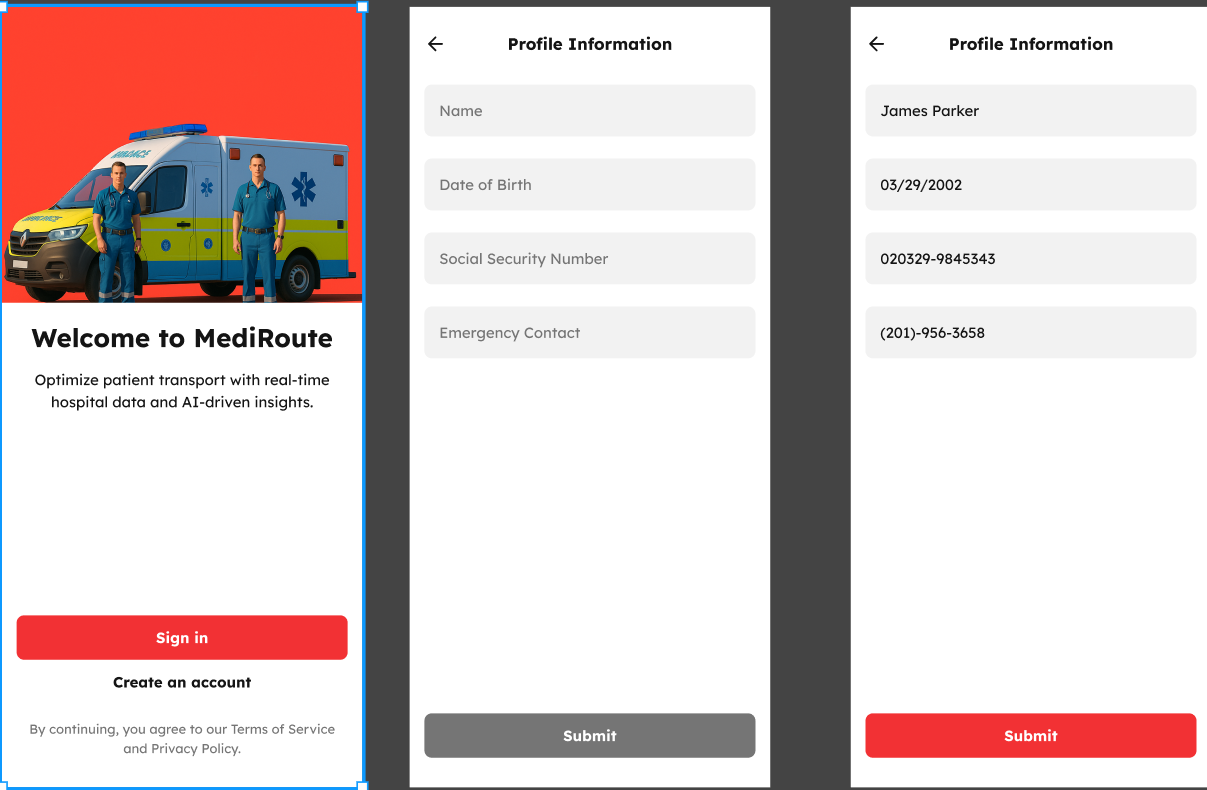 Welcome to MediRoute
Optimize patient transport with real-time
hospital data and AI-driven insights.
Sign in
Create an account
By continuing, you agree to our Terms of Service
and Privacy Policy.
Profile Information
Name
Date of Birth
Social Security Number
Emergency Contact
Submit
Profile Information
James Parker
03/29/2002
020329-9845343
(201)-956-3658
Submit